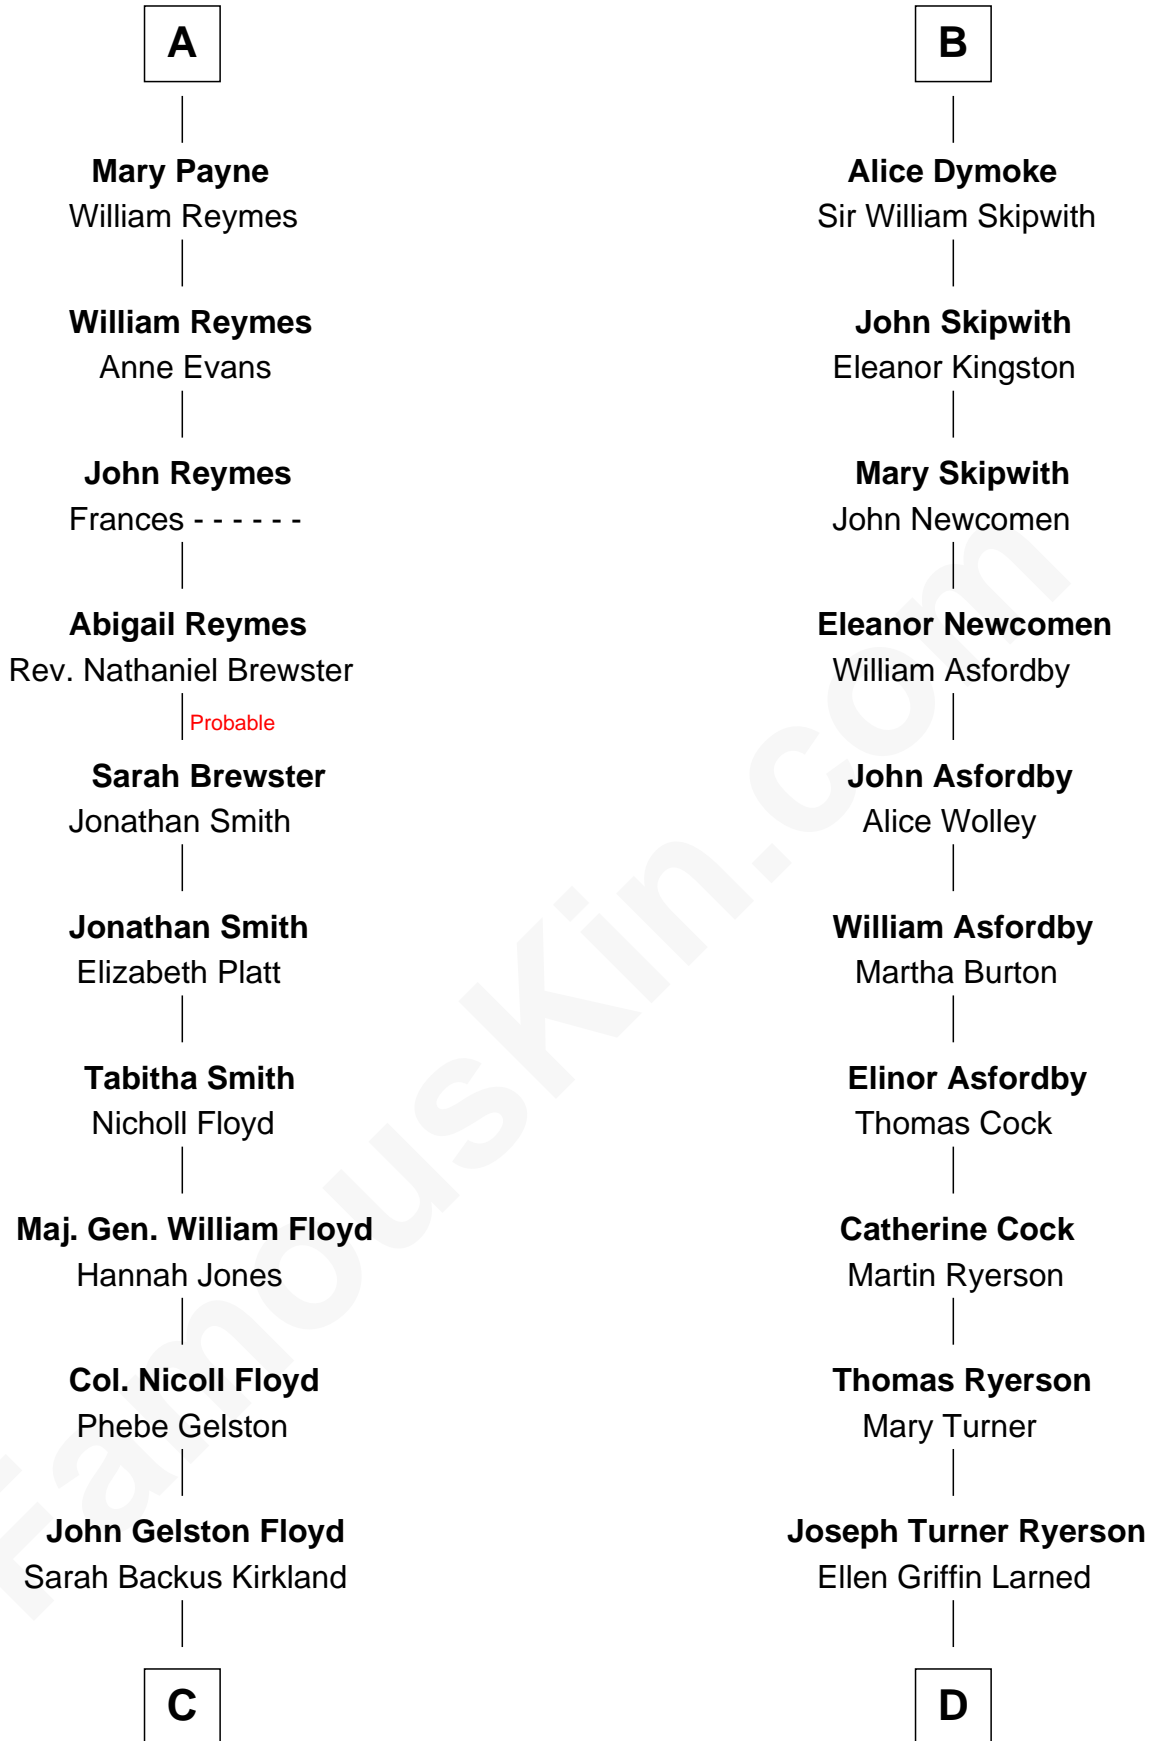 A
Mary Payne
William Reymes
William Reymes
Anne Evans
John Reymes
Frances - - - - - -
Abigail Reymes
Rev. Nathaniel Brewster
Probable
Sarah Brewster
Jonathan Smith
Jonathan Smith
Elizabeth Platt
Tabitha Smith
Nicholl Floyd
Maj. Gen. William Floyd
Hannah Jones
Col. Nicoll Floyd
Phebe Gelston
John Gelston Floyd
Sarah Backus Kirkland
C
B
Alice Dymoke
Sir William Skipwith
John Skipwith
Eleanor Kingston
Mary Skipwith
John Newcomen
Eleanor Newcomen
William Asfordby
John Asfordby
Alice Wolley
William Asfordby
Martha Burton
Elinor Asfordby
Thomas Cock
Catherine Cock
Martin Ryerson
Thomas Ryerson
Mary Turner
Joseph Turner Ryerson
Ellen Griffin Larned
D
FamousKin.com